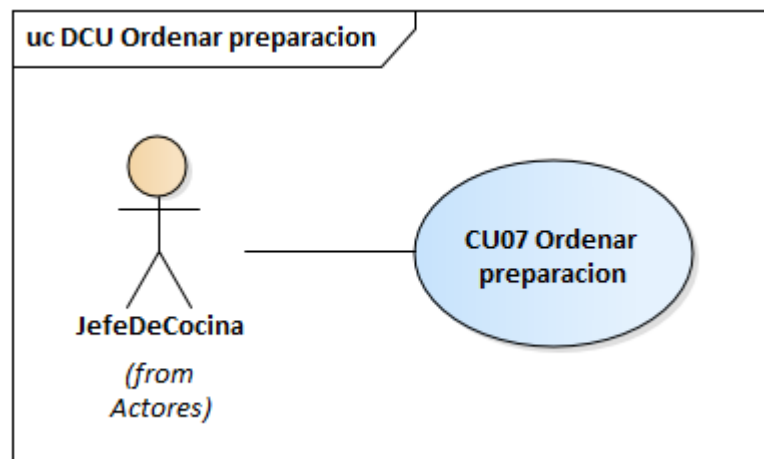 uc DCU Ordenar preparacion
CU07 Ordenar
preparacion
JefeDeCocina
(from
Actores)